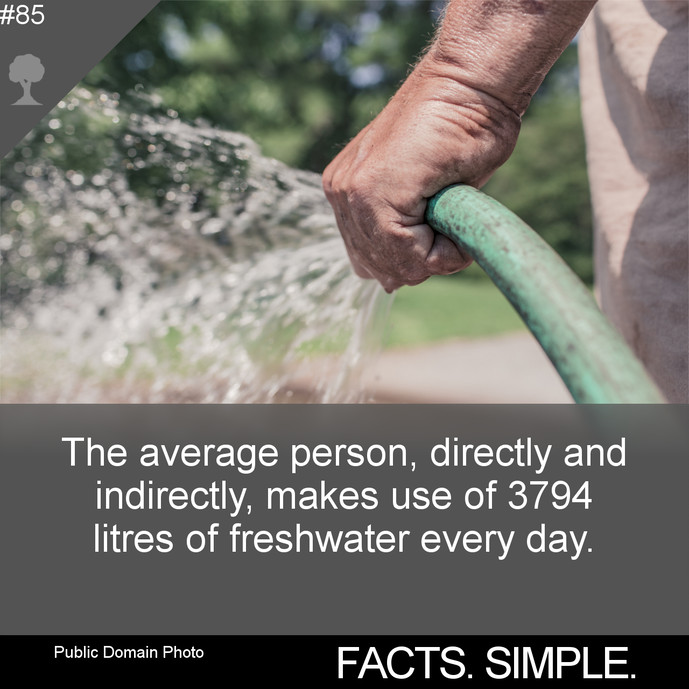 #85
The average person, directly and
indirectly, makes use of 3794
litres of freshwater every day.
Public Domain Photo
FACTS. SIMPLE.